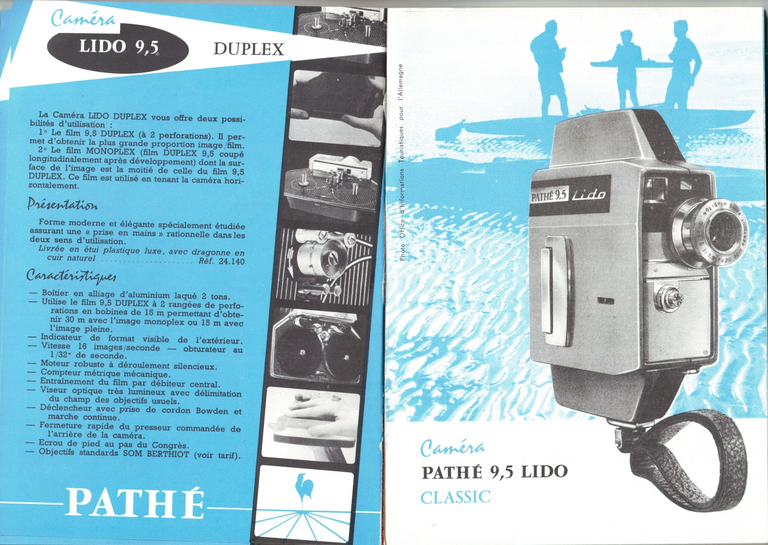 Caméra
LIDO 9,5
DUPLEX
La Caméra LIDO DUPLEX vous offre deux possi-
bilités d'utilisation :
1° Le film 9,5 DUPLEX (à 2 perforations). Il per-
met d'obtenir la plus grande proportion image/film.
2° Le film MONOPLEX (film DUPLEX 9,5 coupé
longitudinalement après développement) dont la sur-
face de l'image est la moitié de celle du film 9,5
DUPLEX. Ce film est utilisé en tenant la caméra hori-
zontalement.
Présentation
Forme moderne et élégante spécialement étudiée
assurant une « prise en mains » rationnelle dans les
deux sens d'utilisation.
Livrée en étui plastique luxe, avec dragonne en
cuir naturel ........................ Réf. 24.140
Caractéristiques
— Boîtier en alliage d'aluminium laqué 2 tons.
— Utilise le film 9,5 DUPLEX à 2 rangées de perfo-
rations en bobines de 15 m permettant d'obte-
nir 30 m avec l'image monoplex ou 15 m avec
l'image pleine.
— Indicateur de format visible de l'extérieur.
— Vitesse 16 images/seconde — obturateur au
1/32e de seconde.
— Moteur robuste à déroulement silencieux.
— Compteur métrique mécanique.
— Entraînement du film par débiteur central.
— Viseur optique très lumineux avec délimitation
du champ des objectifs usuels.
— Déclencheur avec prise de cordon Bowden et
marche continue.
— Fermeture rapide du presseur commandée de
l'arrière de la caméra.
— Ecrou de pied au pas du Congrès.
— Objectifs standards SOM BERTHIOT (voir tarif).
PATHÉ
Photo Office d'Informations Touristiques pour l'Allemagne
PATHÉ 9,5 Lido
Caméra
PATHÉ 9,5 LIDO
CLASSIC